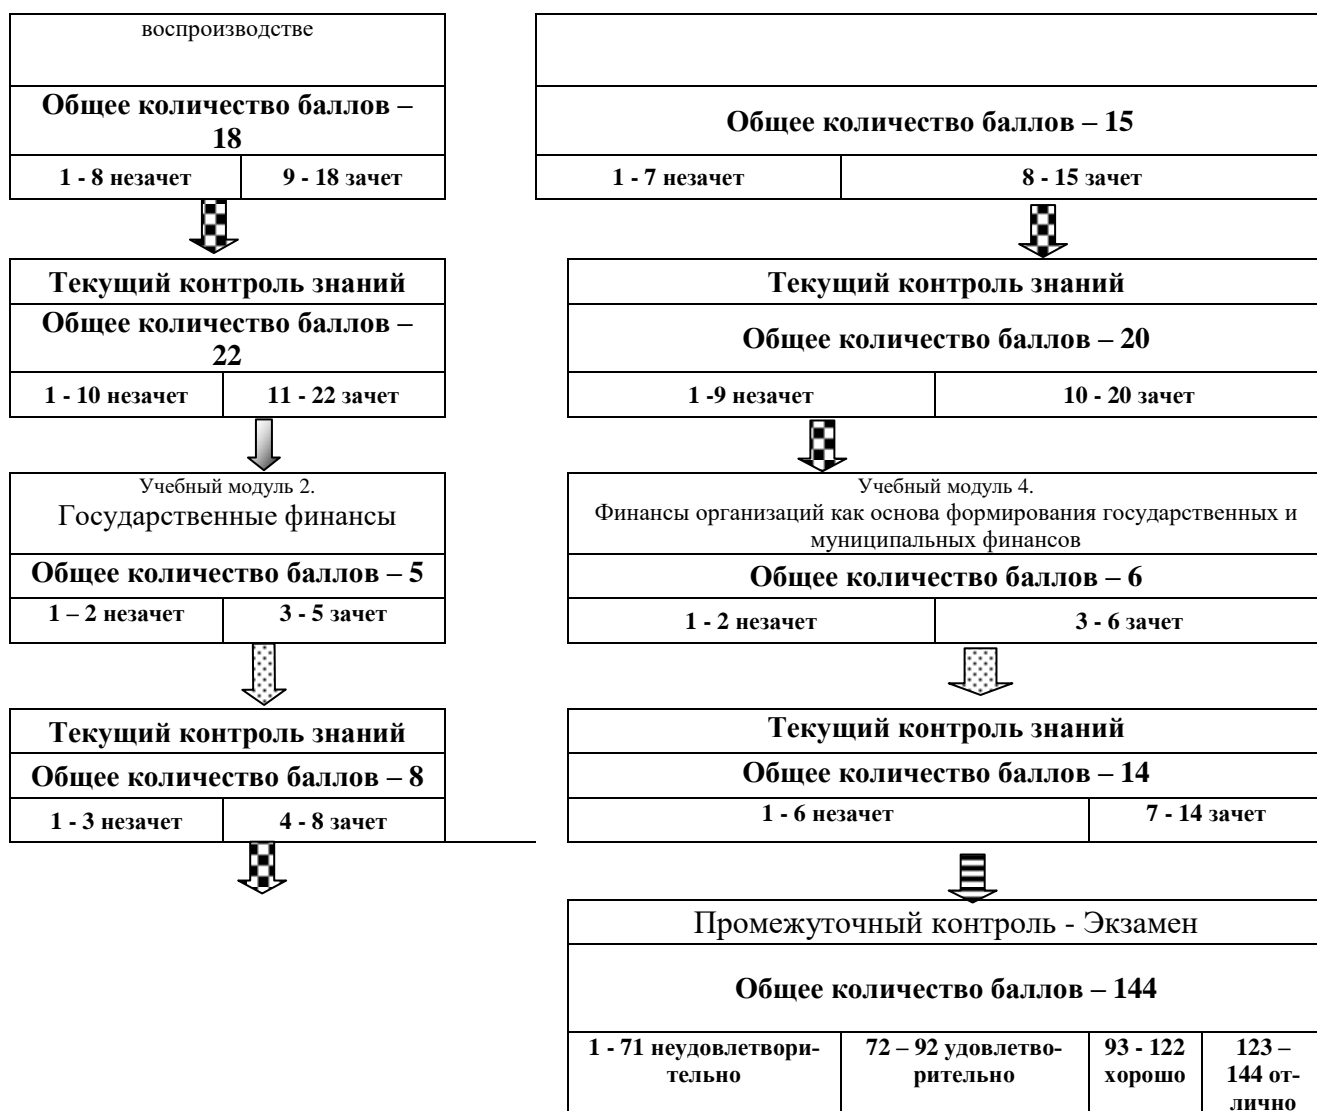 воспроизводстве
Общее количество баллов –
18
1 - 8 незачет
9 - 18 зачет
Текущий контроль знаний
Общее количество баллов –
22
1 - 10 незачет
11 - 22 зачет
Учебный модуль 2.
Государственные финансы
Общее количество баллов – 5
1 – 2 незачет
3 - 5 зачет
Текущий контроль знаний
Общее количество баллов – 8
1 - 3 незачет
4 - 8 зачет
Общее количество баллов – 15
1 - 7 незачет
8 - 15 зачет
Текущий контроль знаний
Общее количество баллов – 20
1 -9 незачет
10 - 20 зачет
Учебный модуль 4.
Финансы организаций как основа формирования государственных и
муниципальных финансов
Общее количество баллов – 6
1 - 2 незачет
3 - 6 зачет
Текущий контроль знаний
Общее количество баллов – 14
1 - 6 незачет
7 - 14 зачет
Промежуточный контроль - Экзамен
Общее количество баллов – 144
1 - 71 неудовлетвори-
тельно
72 – 92 удовлетво-
рительно
93 - 122
хорошо
123 –
144 от-
лично